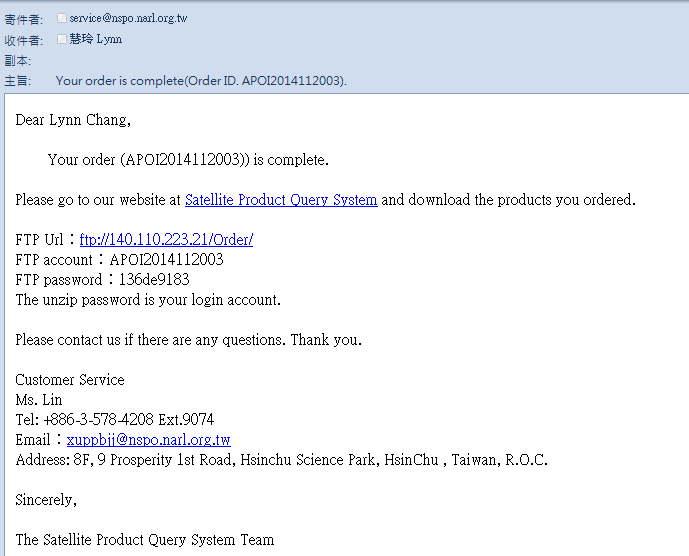 寄件者: service@nspo.narl.org.tw
收件者: 慧玲 Lynn
副本:
主旨: Your order is complete(Order ID. APOI2014112003).
Dear Lynn Chang,
Your order (APOI2014112003)) is complete.
Please go to our website at Satellite Product Query System and download the products you ordered.
FTP Url：ftp://140.110.223.21/Order/
FTP account：APOI2014112003
FTP password：136de9183
The unzip password is your login account.
Please contact us if there are any questions. Thank you.
Customer Service
Ms. Lin
Tel: +886-3-578-4208 Ext.9074
Email：xuppbjj@nspo.narl.org.tw
Address: 8F, 9 Prosperity 1st Road, Hsinchu Science Park, HsinChu , Taiwan, R.O.C.
Sincerely,
The Satellite Product Query System Team